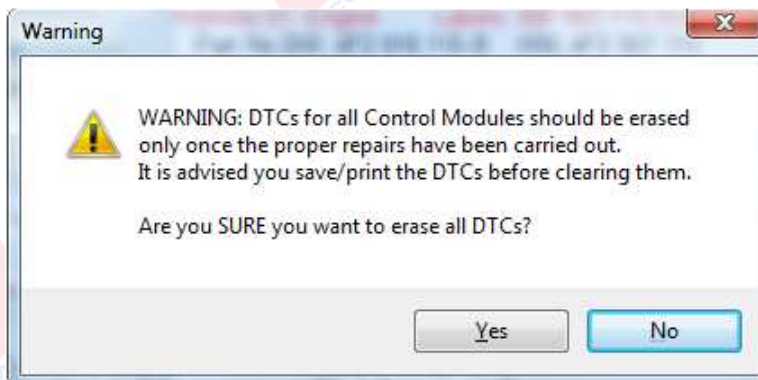 Warning
WARNING: DTCs for all Control Modules should be erased
only once the proper repairs have been carried out.
It is advised you save/print the DTCs before clearing them.
Are you SURE you want to erase all DTCs?
Yes
No